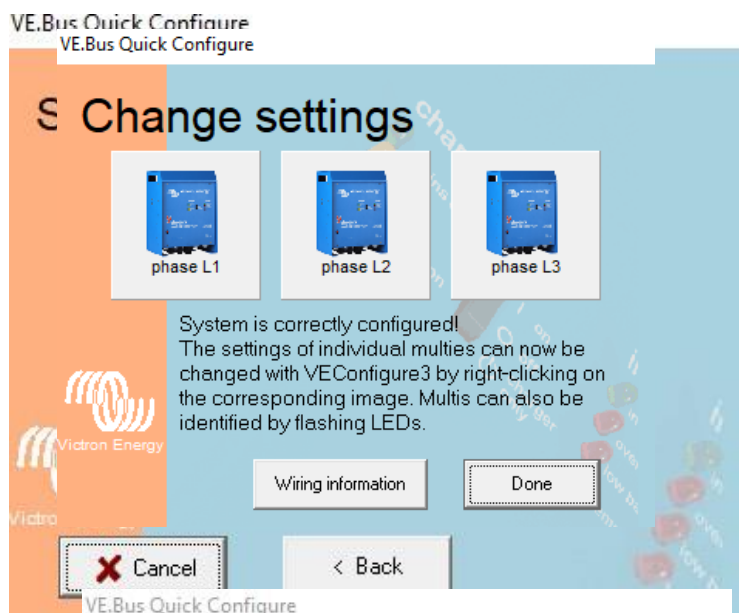 VE.Bus Quick Configure
VE.Bus Quick Configure
S
Change settings
phase L1
phase L2
phase L3
System is correctly configured!
The settings of individual multies can now be
changed with VEConfigure3 by right-clicking on
the corresponding image. Multis can also be
identified by flashing LEDs.
Victron Energy
Wiring information
Done
Victro
Cancel
< Back
VE.Bus Quick Configure